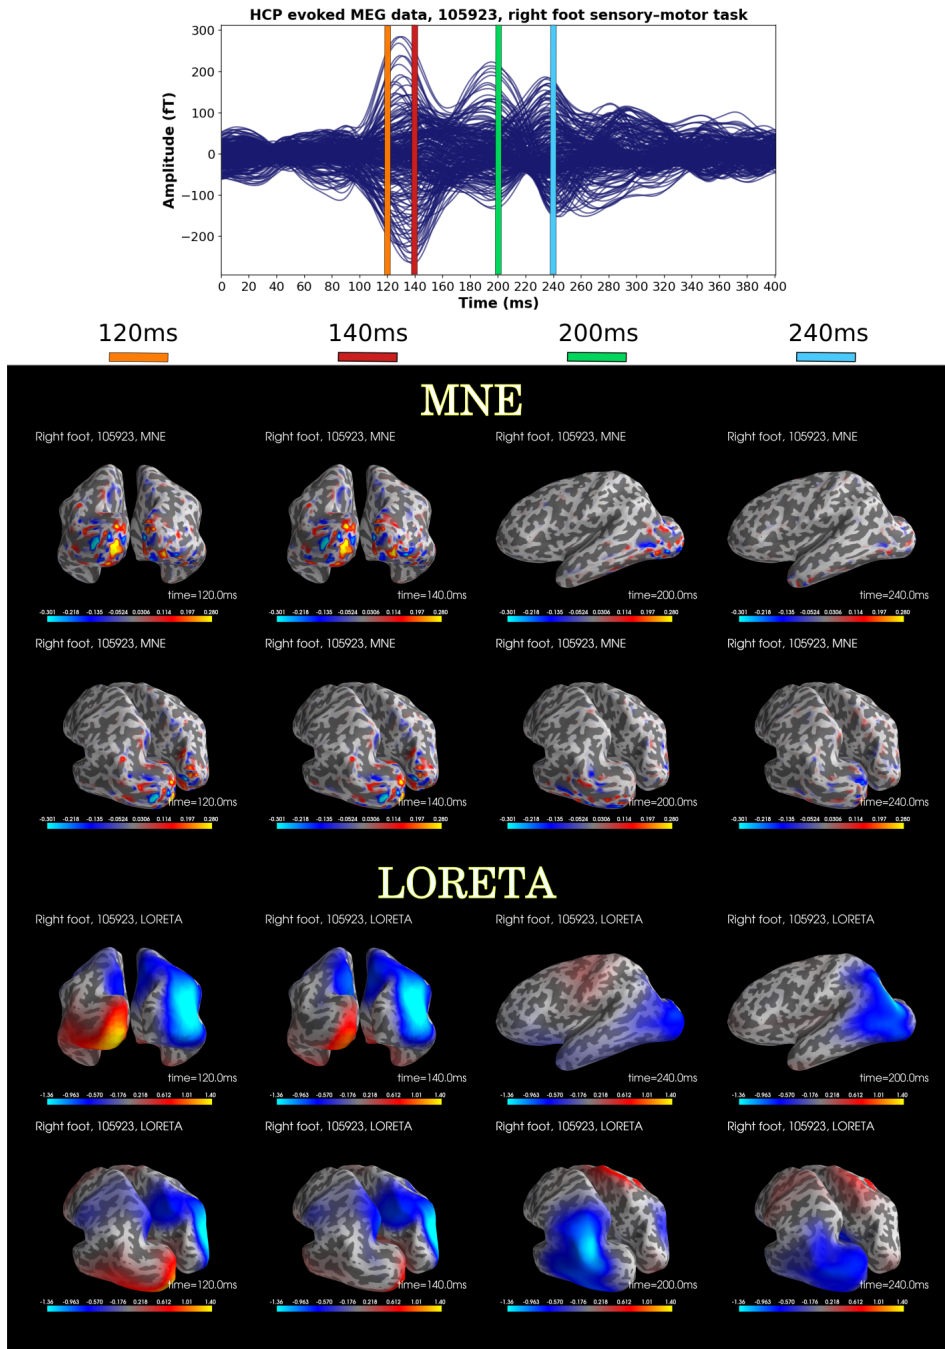 HCP evoked MEG data, 105923, right foot sensory–motor task
300
200
100
0
−100
−200
Amplitude (fT)
0 20 40 60 80 100 120 140 160 180 200 220 240 260 280 300 320 340 360 380 400
Time (ms)
120ms 140ms 200ms 240ms
MNE
Right foot, 105923, MNE Right foot, 105923, MNE Right foot, 105923, MNE Right foot, 105923, MNE
time=120.0ms time=140.0ms time=200.0ms time=240.0ms
-0.301 -0.218 -0.135 -0.0524 0.0306 0.114 0.197 0.280 -0.301 -0.218 -0.135 -0.0524 0.0306 0.114 0.197 0.280 -0.301 -0.218 -0.135 -0.0524 0.0306 0.114 0.197 0.280 -0.301 -0.218 -0.135 -0.0524 0.0306 0.114 0.197 0.280
Right foot, 105923, MNE Right foot, 105923, MNE Right foot, 105923, MNE Right foot, 105923, MNE
time=120.0ms time=140.0ms time=200.0ms time=240.0ms
-0.301 -0.218 -0.135 -0.0524 0.0306 0.114 0.197 0.280 -0.301 -0.218 -0.135 -0.0524 0.0306 0.114 0.197 0.280 -0.301 -0.218 -0.135 -0.0524 0.0306 0.114 0.197 0.280 -0.301 -0.218 -0.135 -0.0524 0.0306 0.114 0.197 0.280
LORETA
Right foot, 105923, LORETA Right foot, 105923, LORETA Right foot, 105923, LORETA Right foot, 105923, LORETA
time=120.0ms time=140.0ms time=240.0ms time=200.0ms
-1.36 -0.963 -0.570 -0.176 0.218 0.612 1.01 1.40 -1.36 -0.963 -0.570 -0.176 0.218 0.612 1.01 1.40 -1.36 -0.963 -0.570 -0.176 0.218 0.612 1.01 1.40 -1.36 -0.963 -0.570 -0.176 0.218 0.612 1.01 1.40
Right foot, 105923, LORETA Right foot, 105923, LORETA Right foot, 105923, LORETA Right foot, 105923, LORETA
time=120.0ms time=140.0ms time=200.0ms time=240.0ms
-1.36 -0.963 -0.570 -0.176 0.218 0.612 1.01 1.40 -1.36 -0.963 -0.570 -0.176 0.218 0.612 1.01 1.40 -1.36 -0.963 -0.570 -0.176 0.218 0.612 1.01 1.40 -1.36 -0.963 -0.570 -0.176 0.218 0.612 1.01 1.40